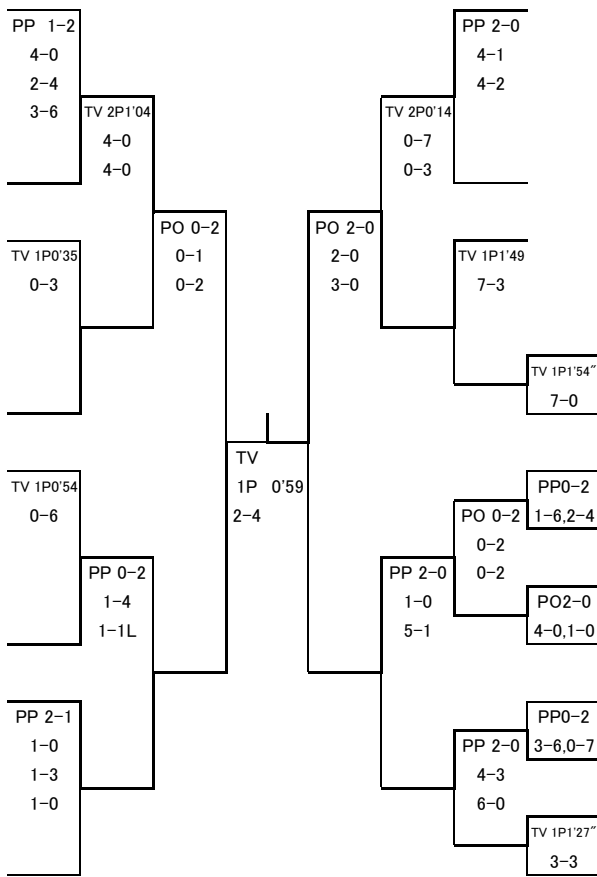 PP 1-2
4-0
2-4
3-6
TV 2P1'04
4-0
4-0
TV 1P0'35
0-3
PO 0-2
0-1
0-2
TV 1P0'54
0-6
PP 0-2
1-4
1-1L
PP 2-1
1-0
1-3
1-0
TV
1P 0'59
2-4
PO 2-0
2-0
3-0
TV 2P0'14
0-7
0-3
PP 2-0
4-1
4-2
TV 1P1'49
7-3
TV 1P1'54"
7-0
PP 2-0
1-0
5-1
PO 0-2
0-2
0-2
PP0-2
1-6,2-4
PO2-0
4-0,1-0
PP 2-0
4-3
6-0
PP0-2
3-6,0-7
TV 1P1'27"
3-3